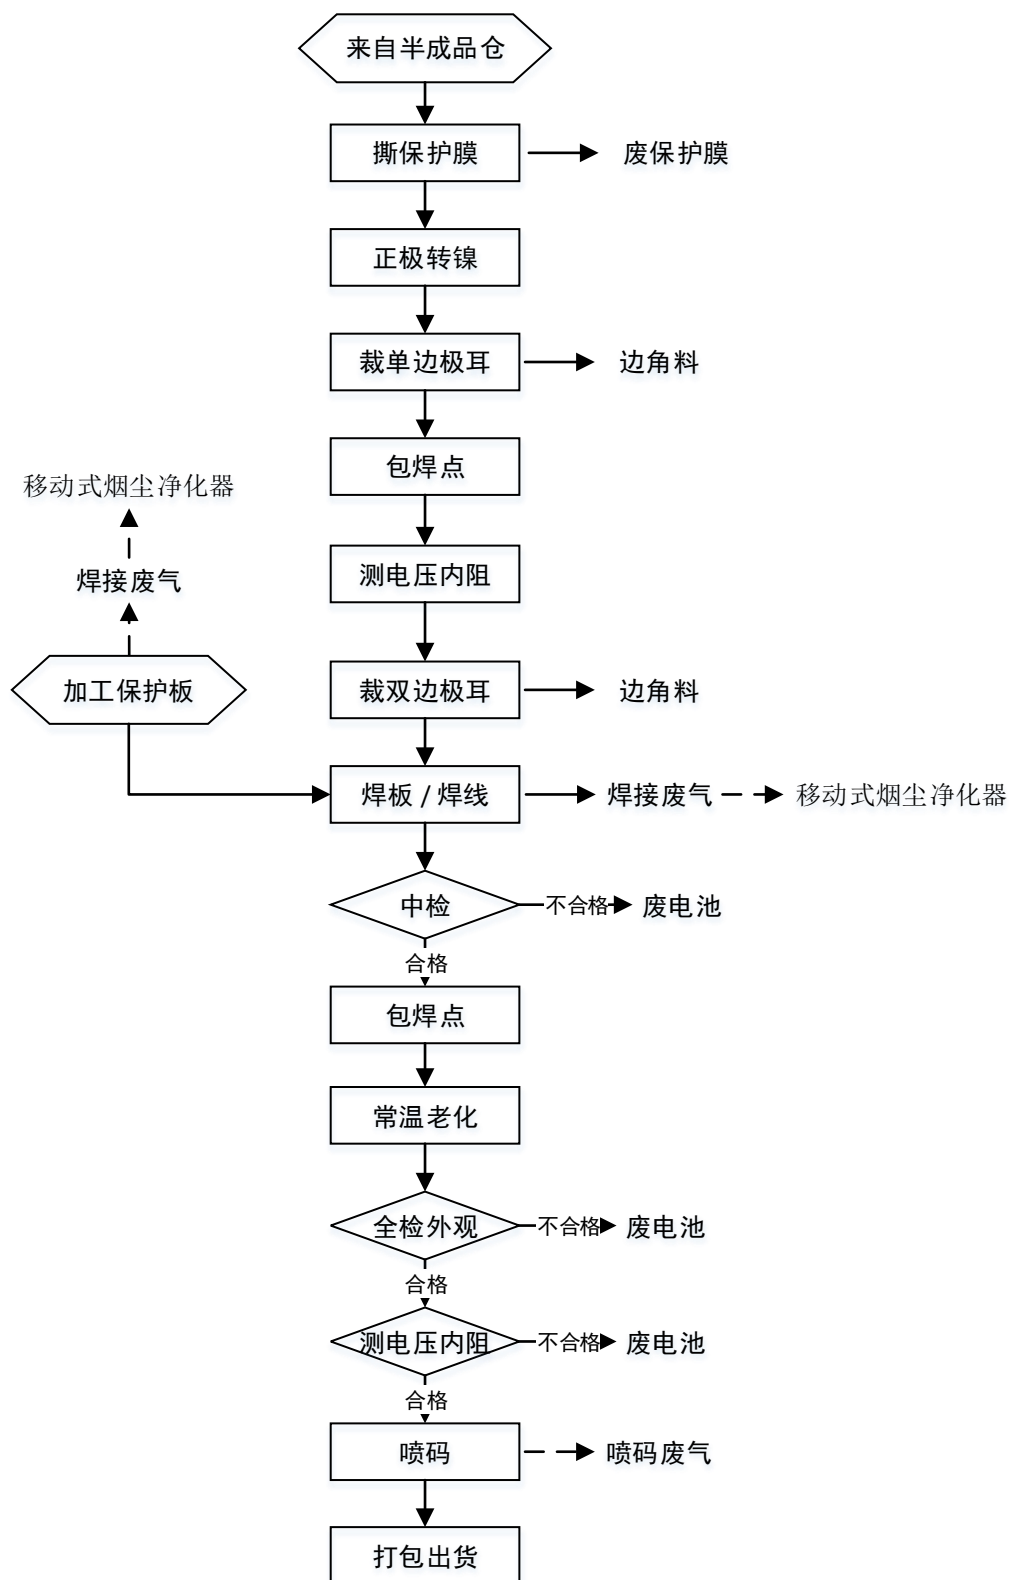 来自半成品仓
撕保护膜 废保护膜
正极转镍
裁单边极耳 边角料
包焊点
移动式烟尘净化器
焊接废气 测电压内阻
加工保护板 裁双边极耳 边角料
焊板 / 焊线 焊接废气 移动式烟尘净化器
中检 不合格 废电池
合格
包焊点
常温老化
全检外观 不合格 废电池
合格
测电压内阻 不合格 废电池
合格
喷码 喷码废气
打包出货